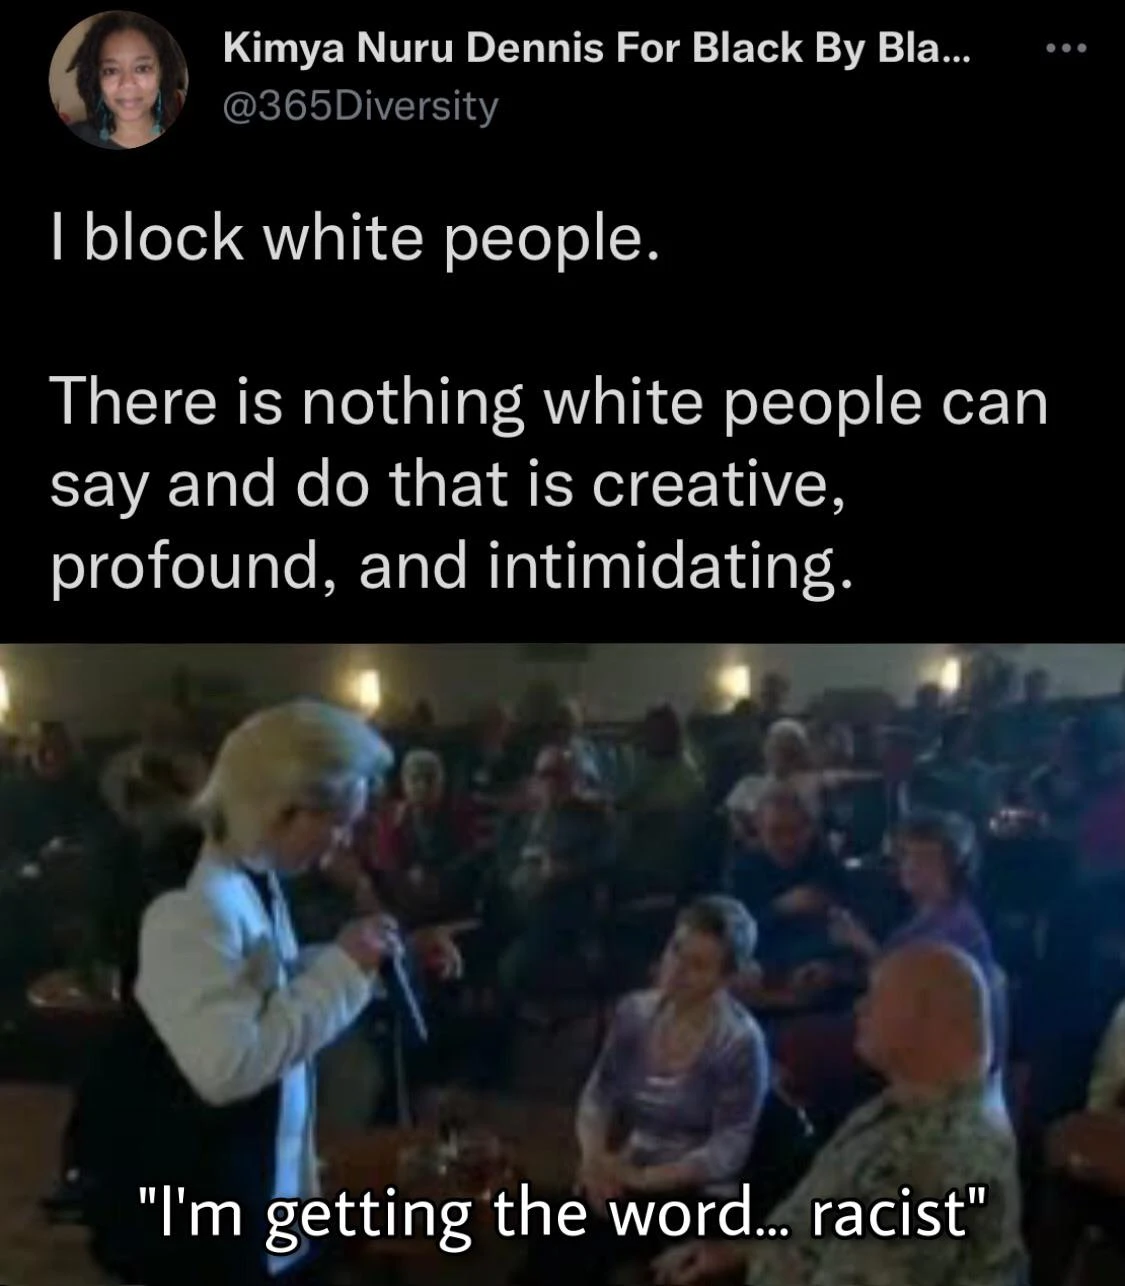 Kimya Nuru Dennis For Black By Bla...
@365Diversity
I block white people.
There is nothing white people can
say and do that is creative,
profound, and intimidating.
"I'm getting the word... racist"